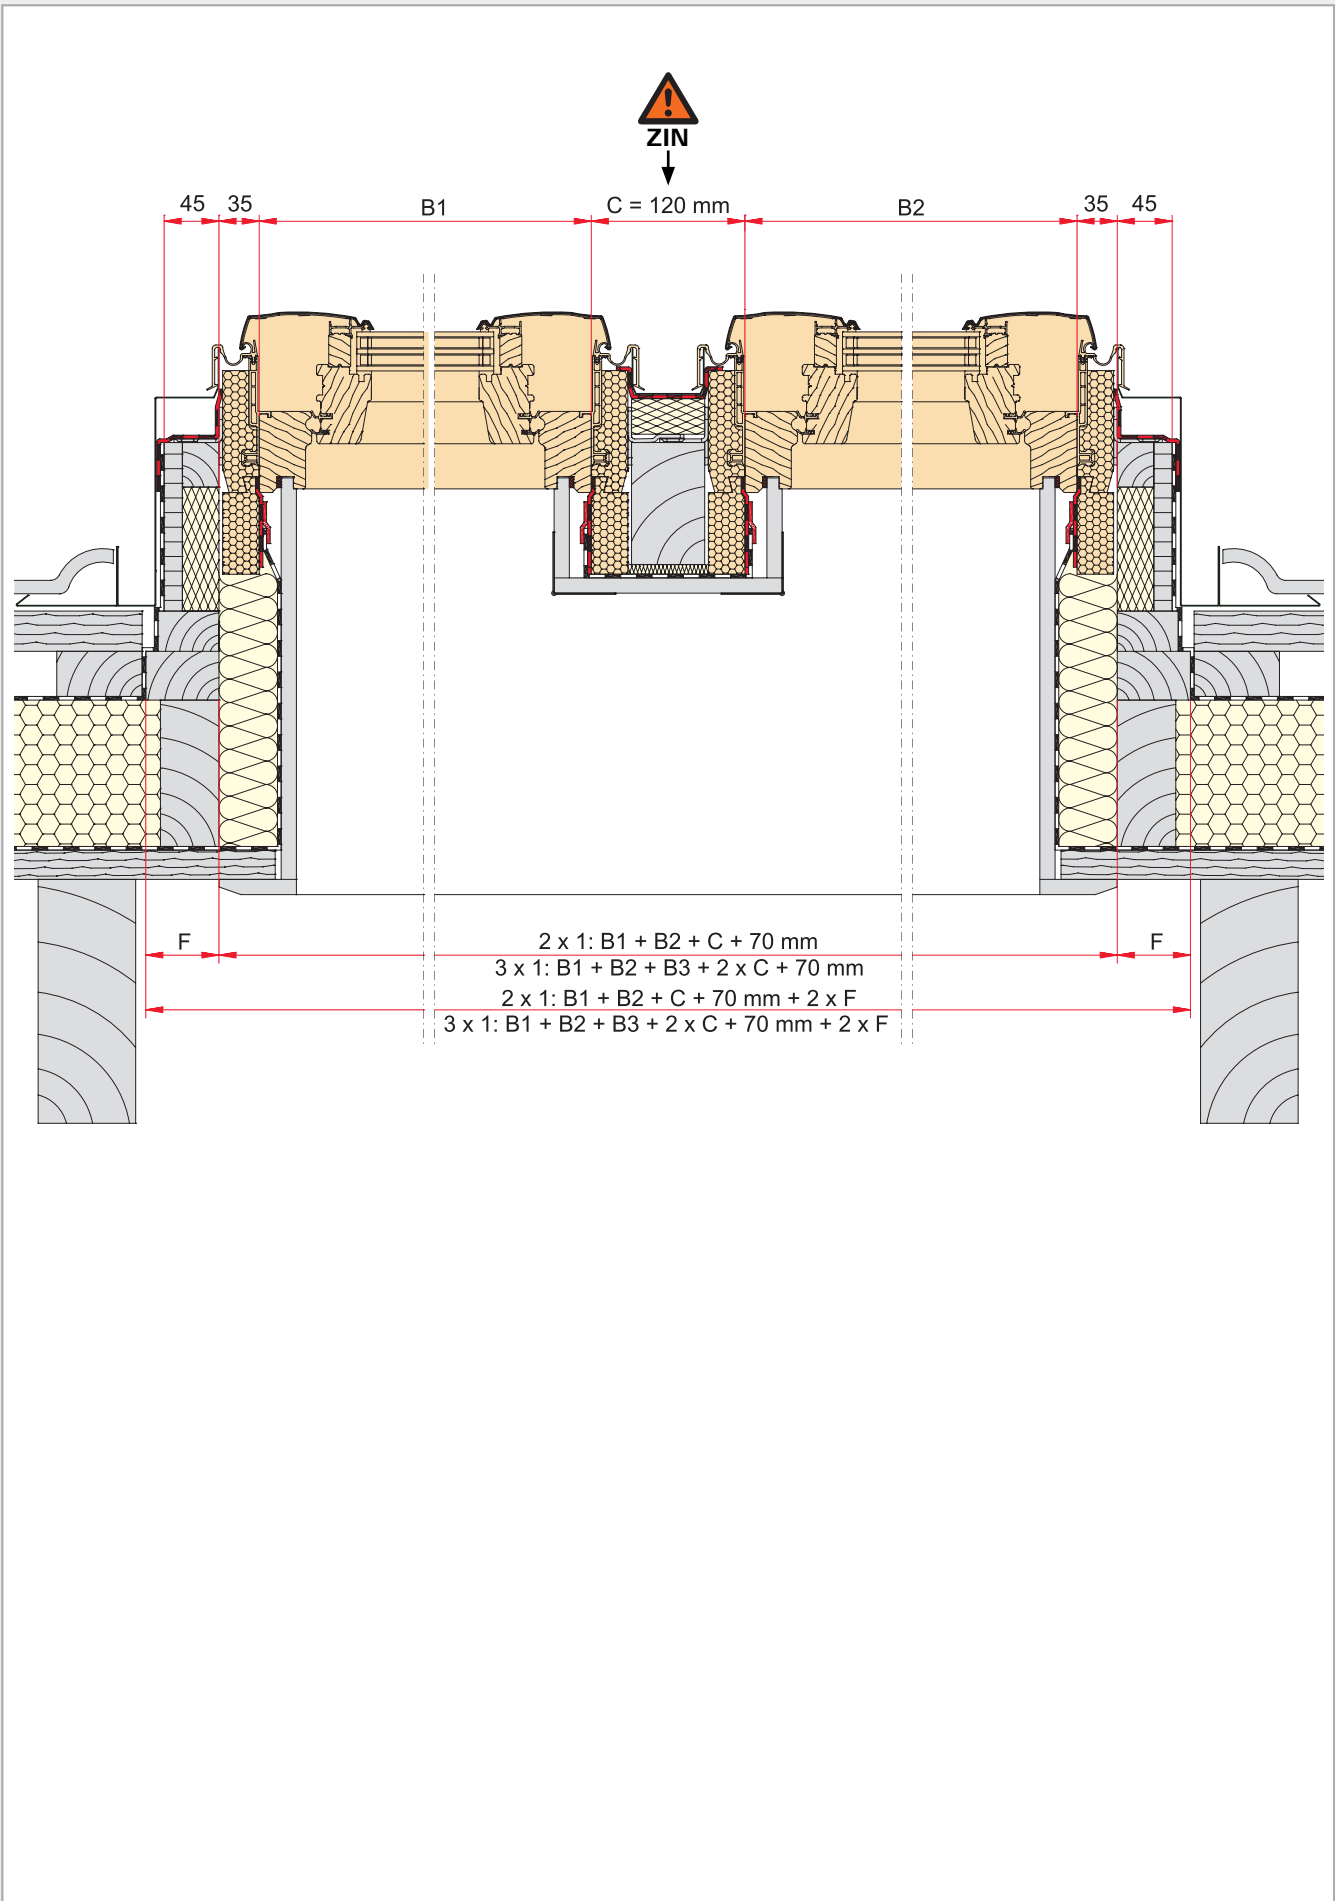 ZIN
45 35 B1 C = 120 mm B2 35 45
F 2 x 1: B1 + B2 + C + 70 mm F
3 x 1: B1 + B2 + B3 + 2 x C + 70 mm
2 x 1: B1 + B2 + C + 70 mm + 2 x F
3 x 1: B1 + B2 + B3 + 2 x C + 70 mm + 2 x F